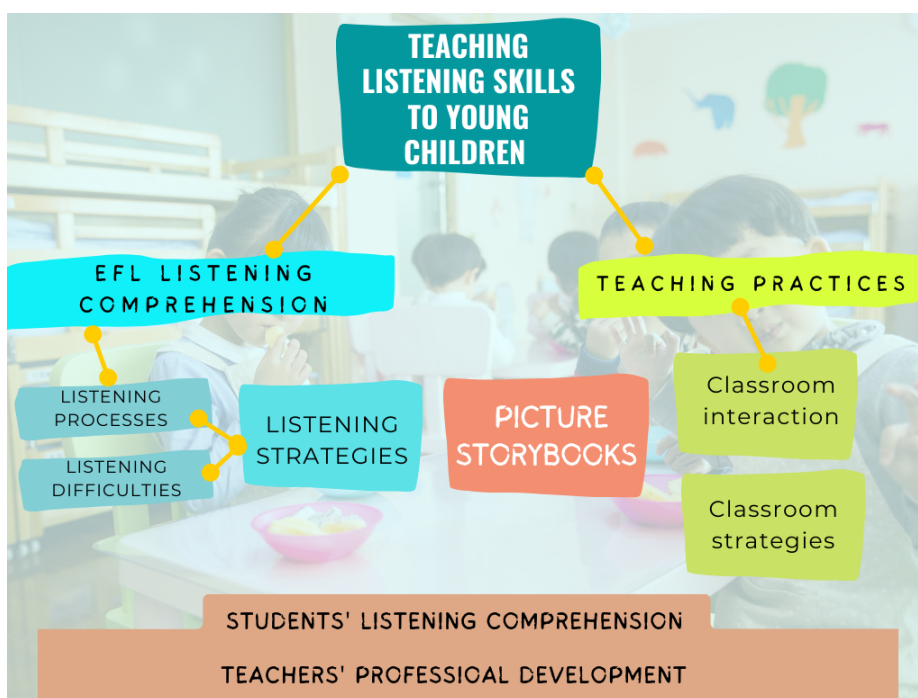 TEACHING
LISTENING SKILLS
TO YOUNG
CHILDREN
EFL LISTENING
COMPREHENSION
TEACHING PRACTICES
LISTENING
PROCESSES
LISTENING
DIFFICULTIES
LISTENING
STRATEGIES
PICTURE
STORYBOOKS
Classroom
interaction
Classroom
strategies
STUDENTS' LISTENING COMPREHENSION
TEACHERS' PROFESSIOAL DEVELOPMENT